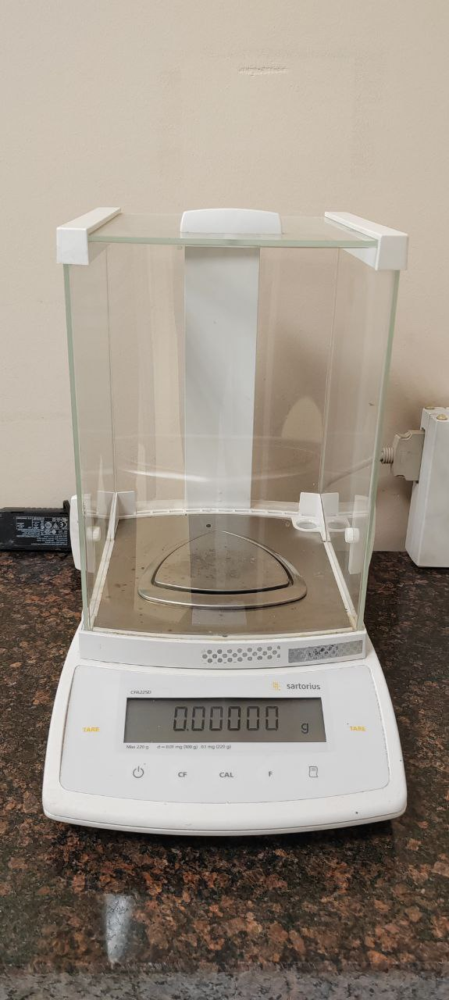 sartorius
CPA225D
0.00000 g
TARE
TARE
Max 220 g d = 0.01 mg (100 g) 0.1 mg (220 g)
CF CAL F